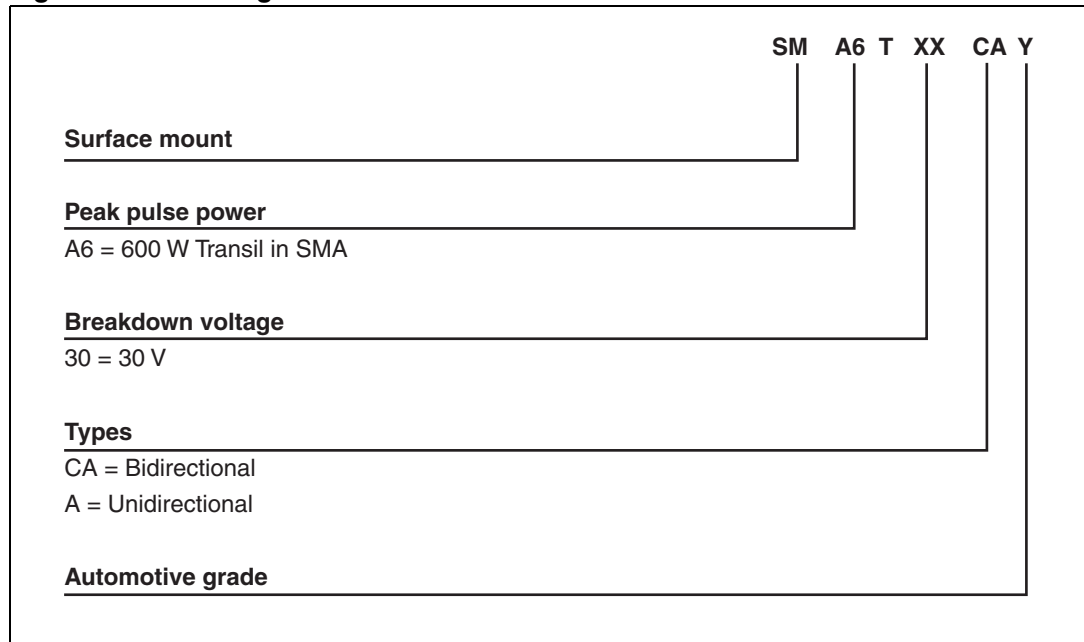 SM A6 T XX CA Y
Surface mount
Peak pulse power
A6 = 600 W Transil in SMA
Breakdown voltage
30 = 30 V
Types
CA = Bidirectional
A = Unidirectional
Automotive grade